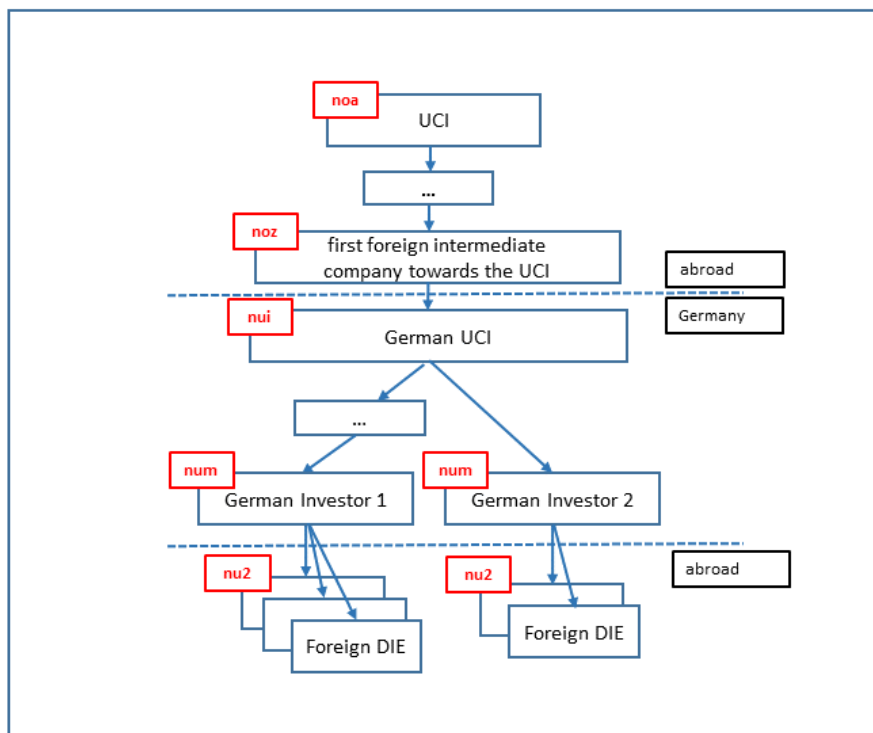 noa
UCI
...
noz
first foreign intermediate
company towards the UCI
abroad
nui
Germany
German UCI
...
num
German Investor 1
num
German Investor 2
abroad
nu2
Foreign DIE
nu2
Foreign DIE